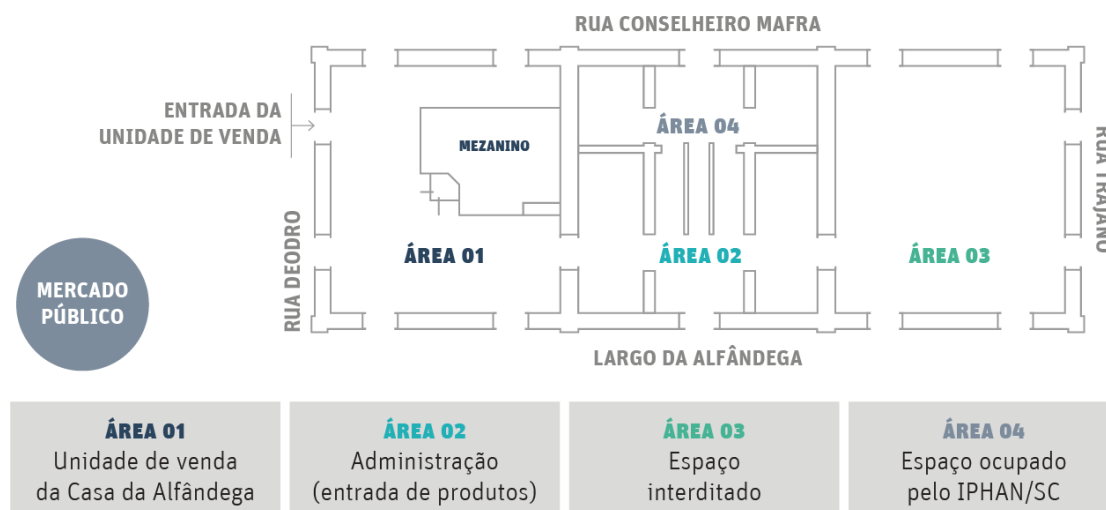 RUA CONSELHEIRO MAFRA
ENTRADA DA
UNIDADE DE VENDA
ÁREA 04
MEZANINO
RUA TRAJANO
RUA DEODRO
ÁREA 01
ÁREA 02
ÁREA 03
MERCADO
PÚBLICO
LARGO DA ALFÂNDEGA
ÁREA 01
Unidade de venda
da Casa da Alfândega
ÁREA 02
Administração
(entrada de produtos)
ÁREA 03
Espaço
interditado
ÁREA 04
Espaço ocupado
pelo IPHAN/SC